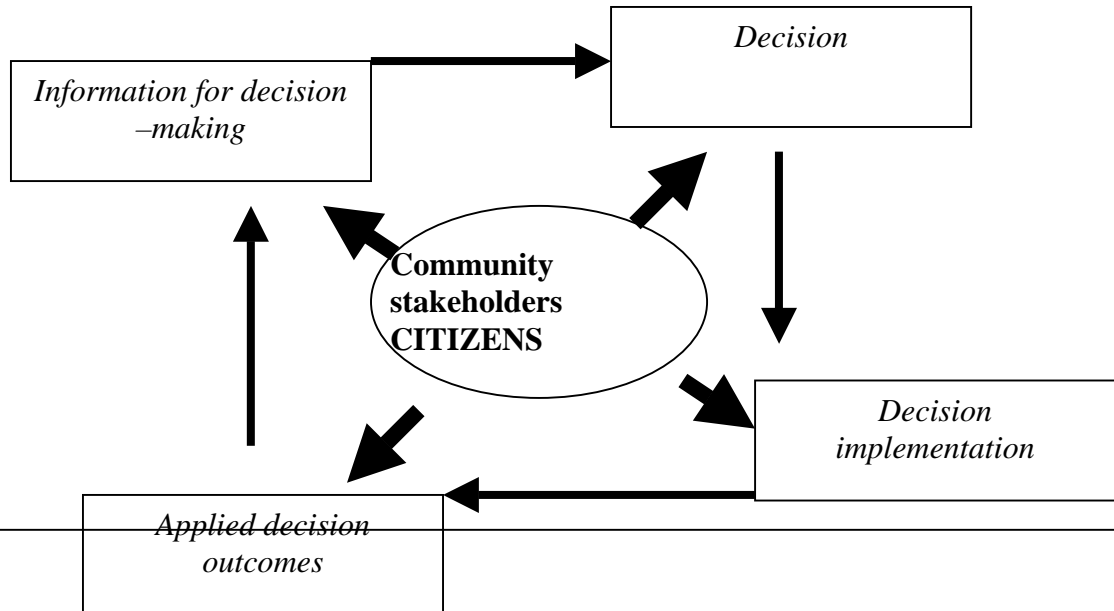 Decision
Information for decision
–making
Community
stakeholders
CITIZENS
Decision
implementation
Applied decision
outcomes